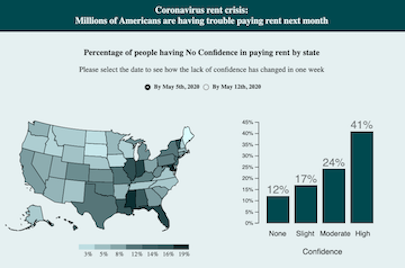 Coronavirus rent crisis:
Millions of Americans are having trouble paying rent next month
Percentage of people having No Confidence in paying rent by state
Please select the date to see how the lack of confidence has changed in one week
By May 5th, 2020 By May 12th, 2020
45%
40%
35%
30%
25%
20%
15%
10%
5%
0%
12%
17%
24%
41%
None Slight Moderate High
Confidence
3% 5% 8% 12% 14% 16% 19%